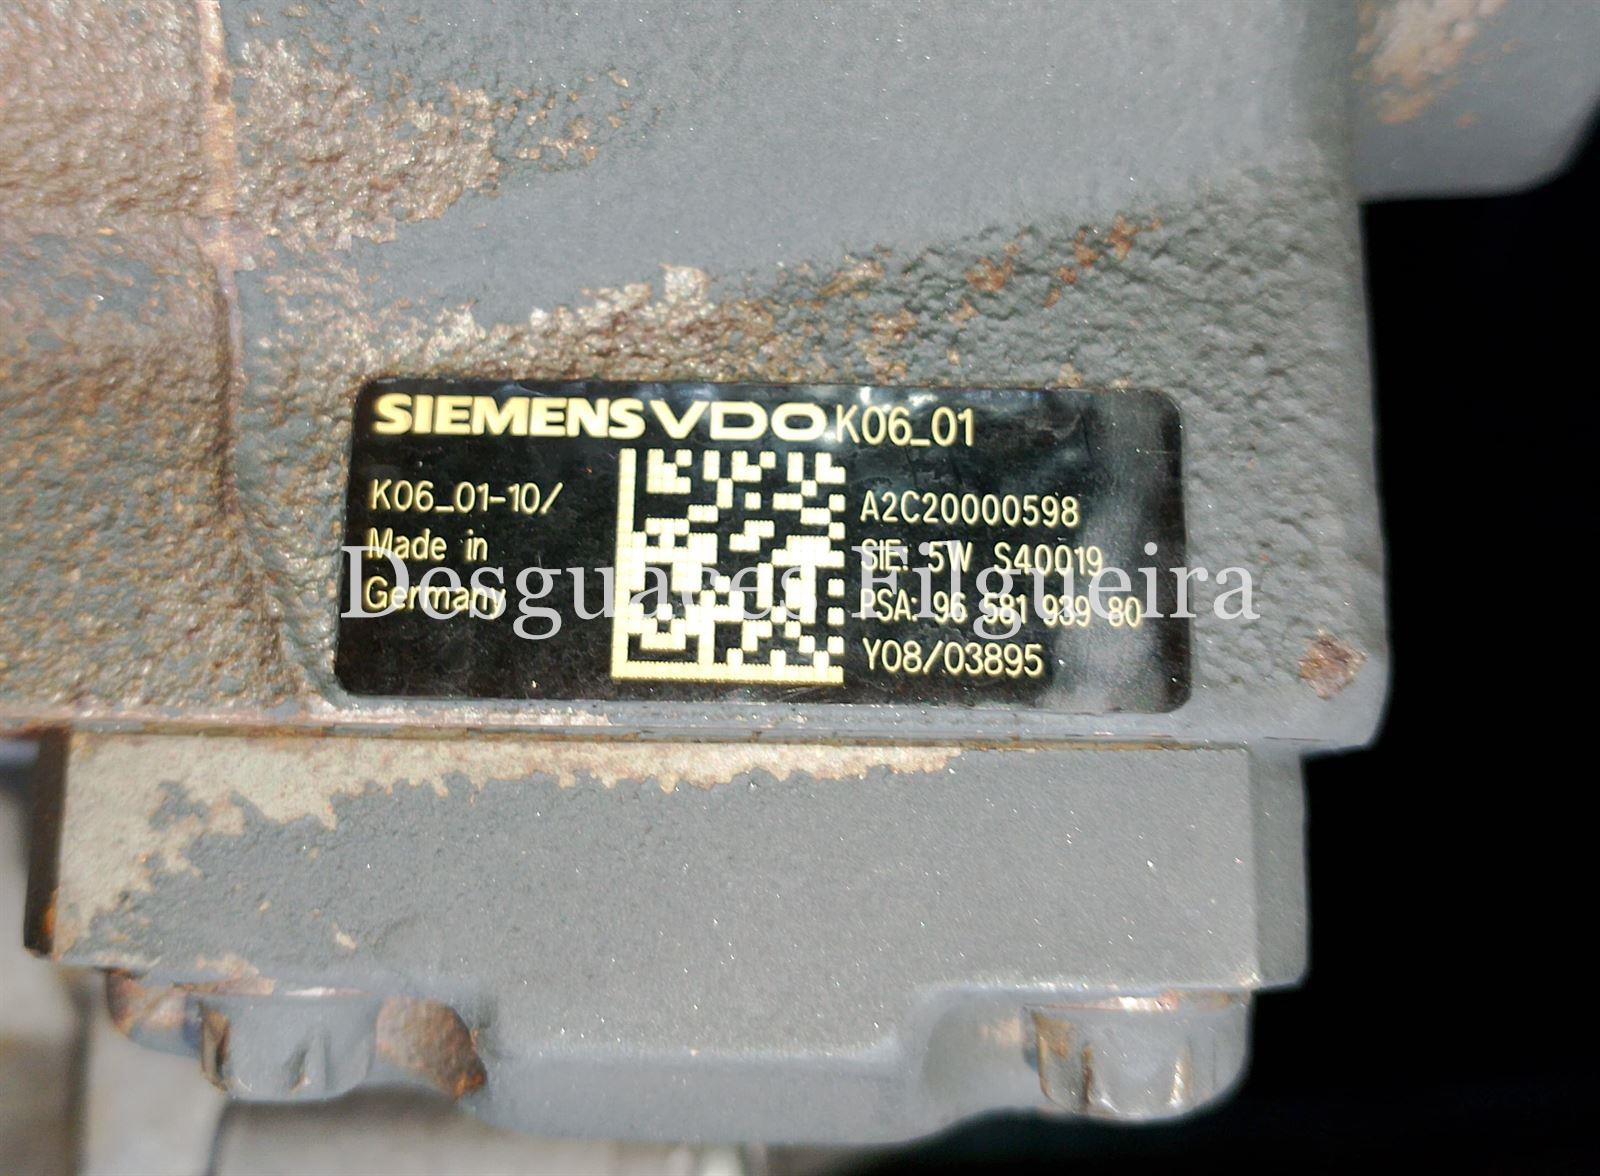 SIEMENS VDO K06_01
K06_01-10/
Made in
Germany
A2C20000598
SIE: 5W S40019
PSA: 96 581 939 80
Y08/03895
Desguaces Filgueira